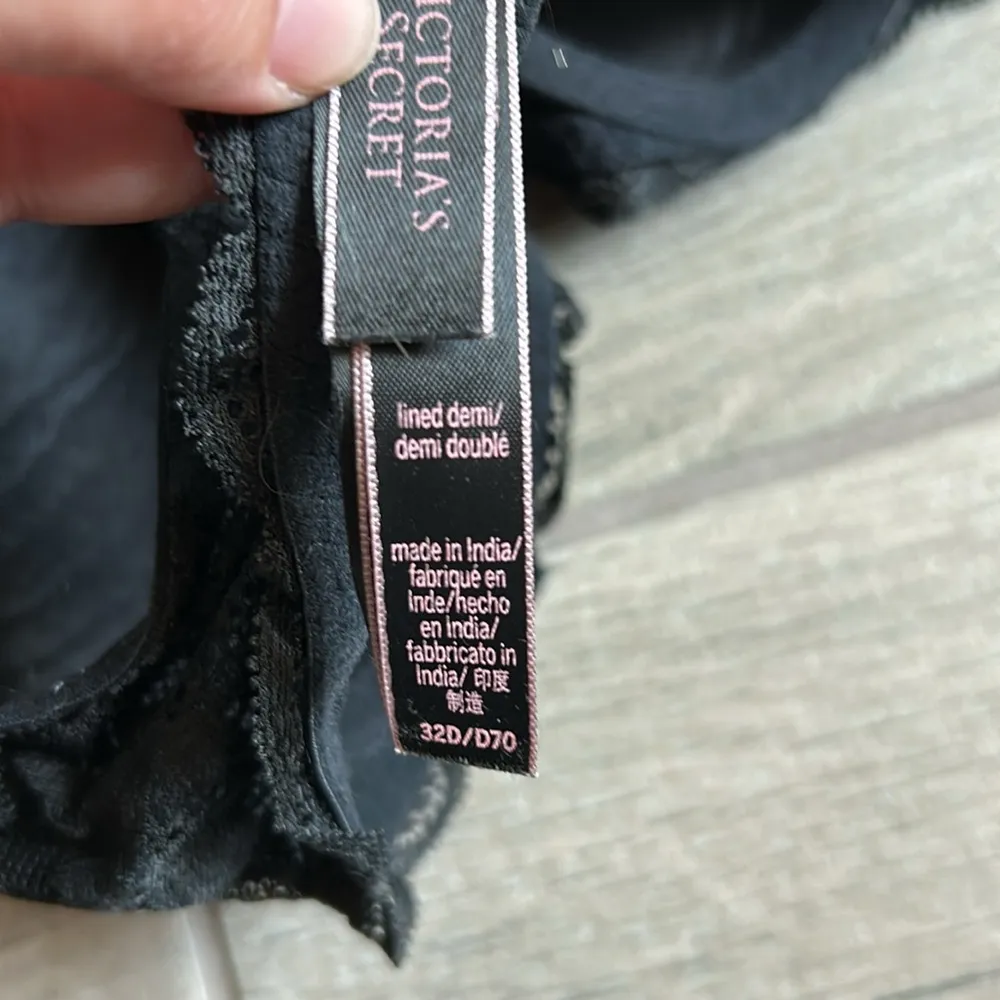 VICTORIA'S
SECRET
lined demi/
demi doublé
made in India/
fabriqué en
Inde/hecho
en India/
fabbricato in
India/ 印度
制造
32D/D70